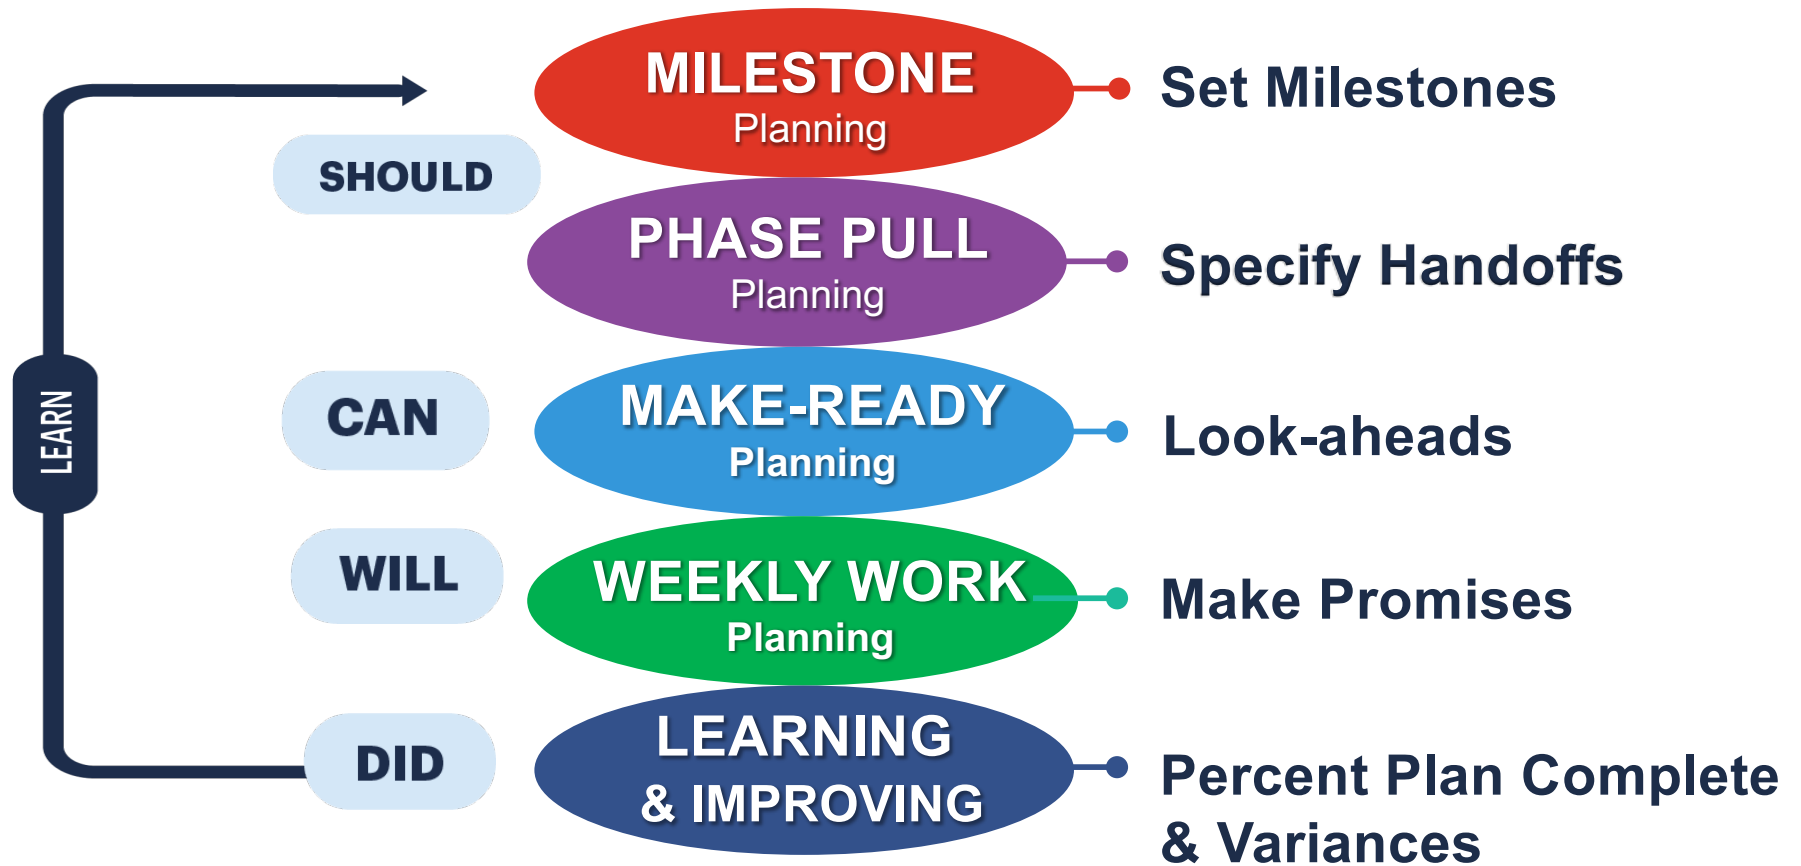 MILESTONE
Planning
Set Milestones
SHOULD
PHASE PULL
Planning
Specify Handoffs
LEARN
CAN
MAKE-READY
Planning
Look-aheads
WILL
WEEKLY WORK
Planning
Make Promises
DID
LEARNING
& IMPROVING
Percent Plan Complete
& Variances